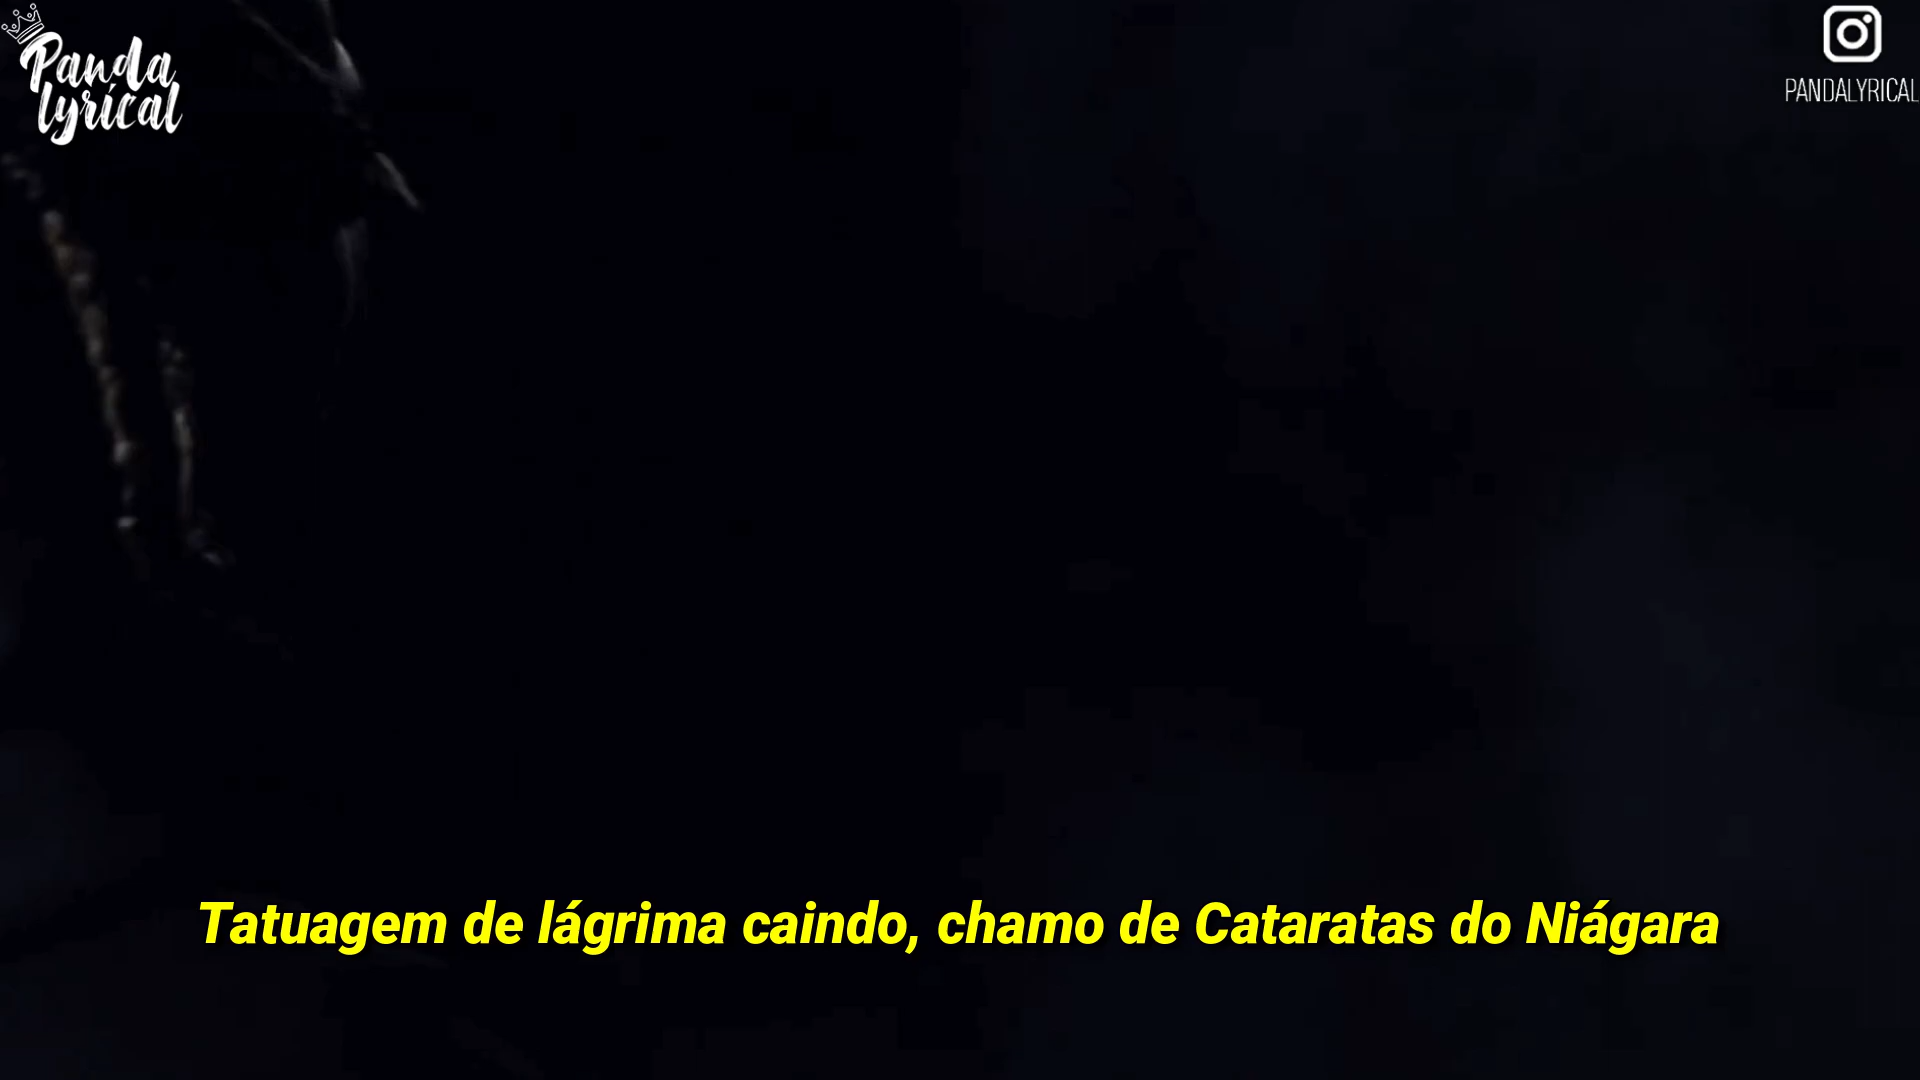 Panda
lyrical
PANDALYRICAL
Tatuagem de lágrima caindo, chamo de Cataratas do Niágara